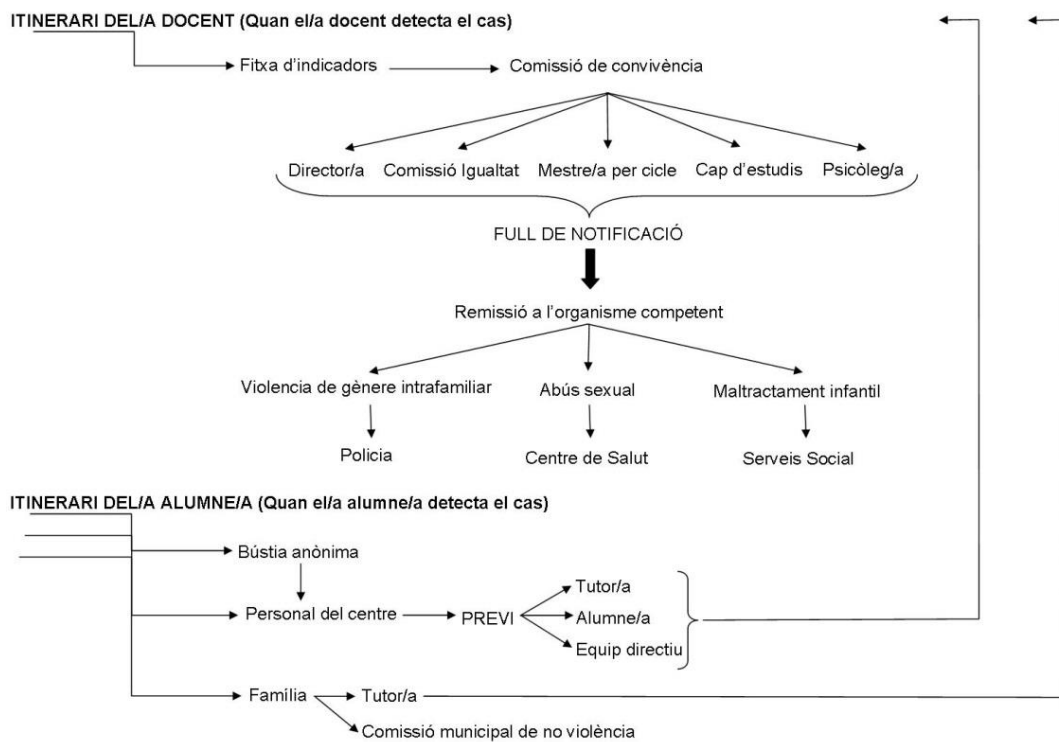 ITINERARI DEL/A DOCENT (Quan el/a docent detecta el cas)
Fitxa d'indicadors
Comissió de convivència
Director/a
Comissió Igualtat
Mestre/a per cicle
Cap d'estudis
Psicòleg/a
FULL DE NOTIFICACIÓ
Remissió a l'organisme competent
Violencia de gènere intrafamiliar
Abús sexual
Maltractament infantil
Policia
Centre de Salut
Serveis Social
ITINERARI DEL/A ALUMNE/A (Quan el/a alumne/a detecta el cas)
Bústia anònima
Personal del centre
PREVI
Tutor/a
Alumne/a
Equip directiu
Família
Tutor/a
Comissió municipal de no violència